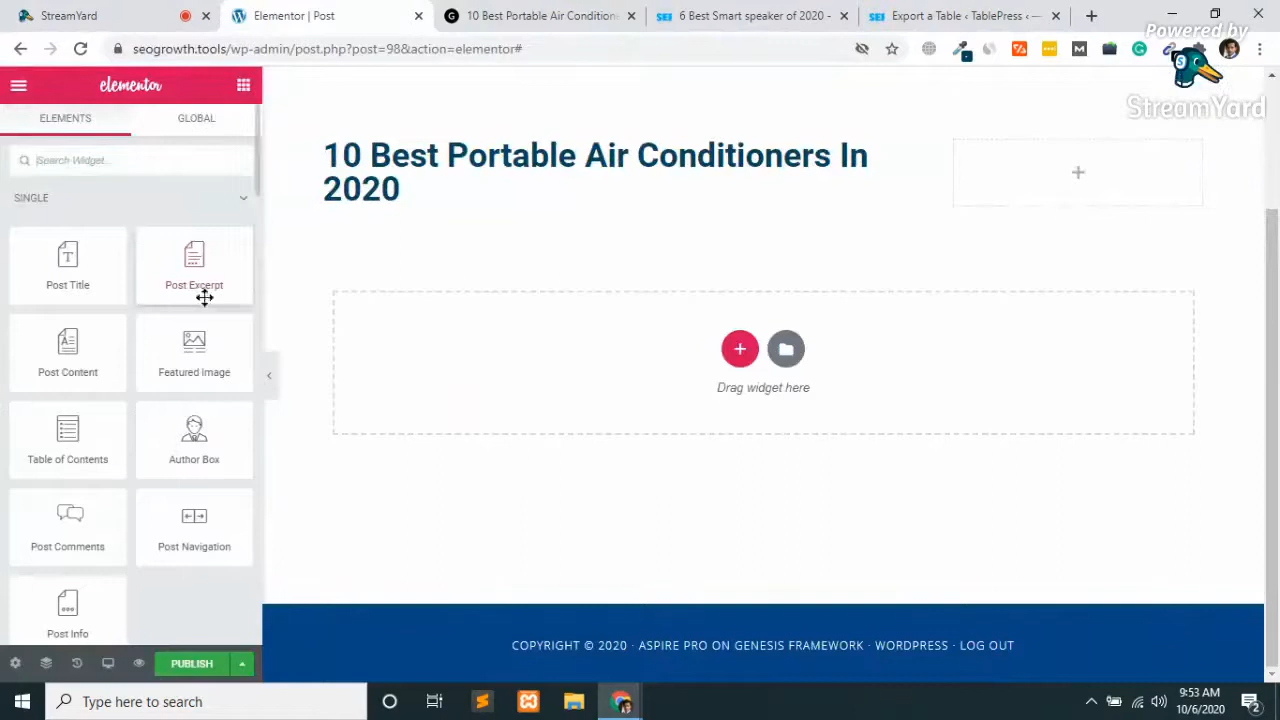 Post
Elementor | Post
10 Best Portable Air Condition
6 Best Smart speaker of 2020 -
Export a Table ‹ TablePress ‹ —
seogrowth.tools/wp-admin/post.php?post=98&action=elementor#
Powered by
StreamYard
elementor
ELEMENTS
GLOBAL
Search Widget...
SINGLE
Post Title
Post Excerpt
Post Content
Featured Image
Table of Contents
Author Box
Post Comments
Post Navigation
Post Info
PUBLISH
10 Best Portable Air Conditioners In
2020
Drag widget here
COPYRIGHT © 2020 · ASPIRE PRO ON GENESIS FRAMEWORK · WORDPRESS · LOG OUT
Type here to search
9:53 AM
10/6/2020
2